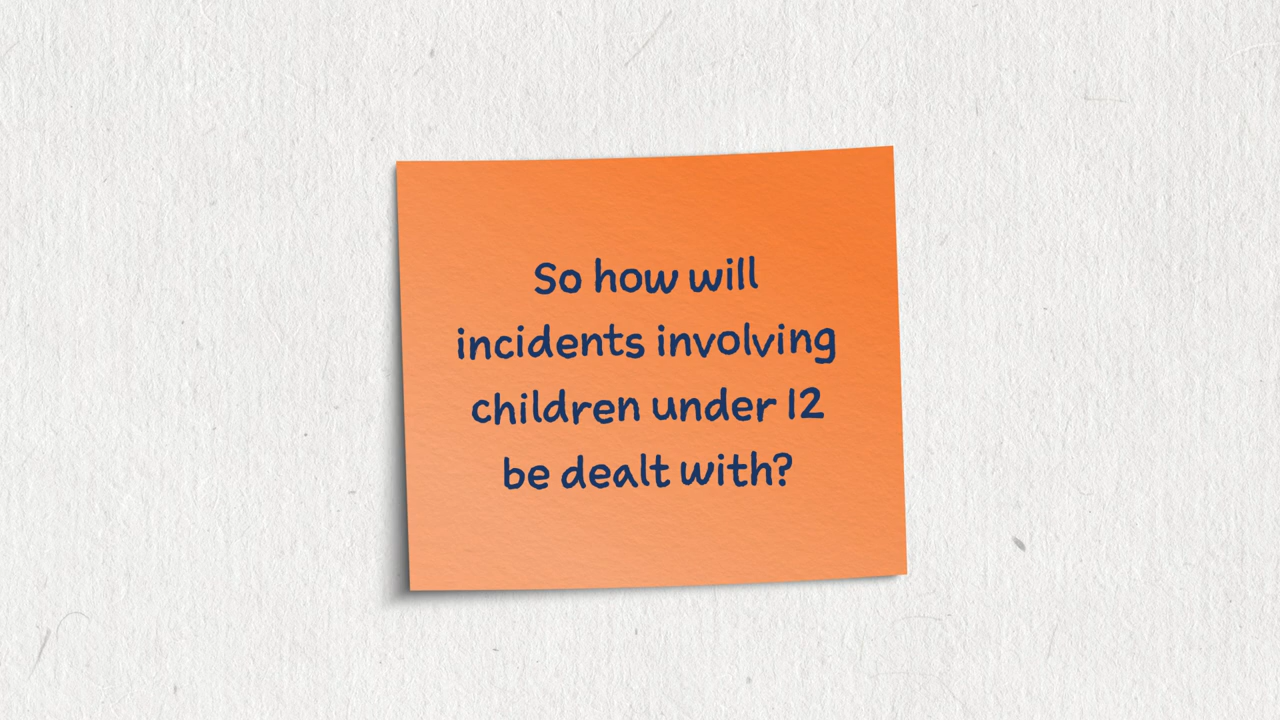 So how will
incidents involving
children under 12
be dealt with?